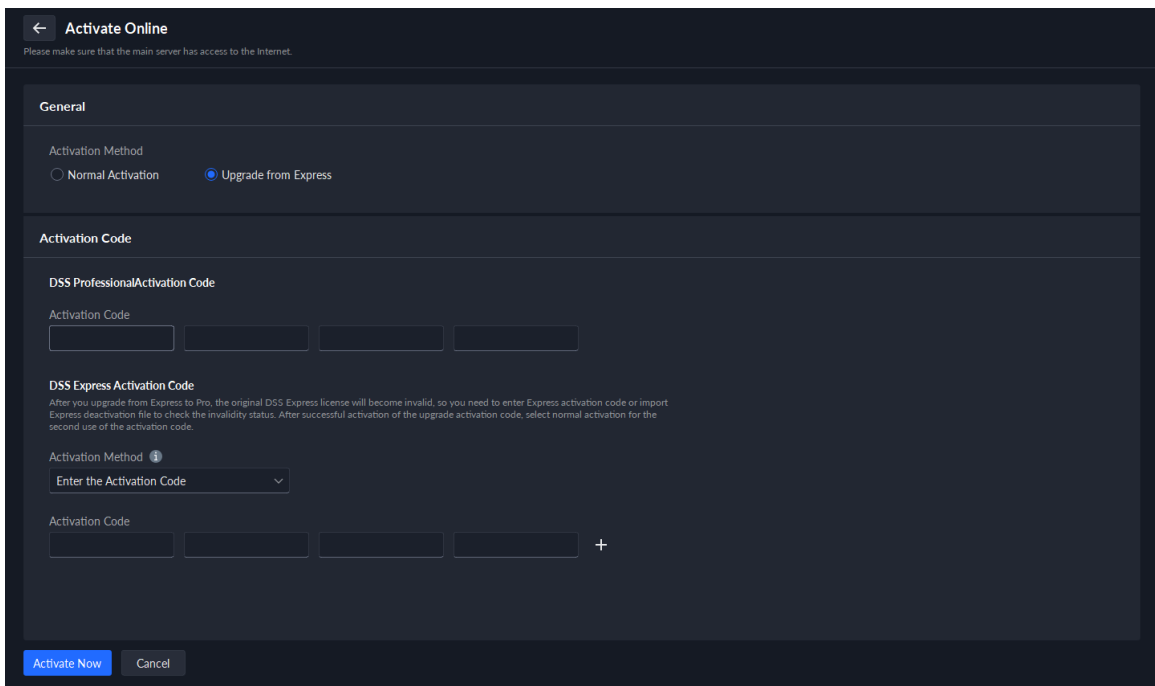 Activate Online
Please make sure that the main server has access to the Internet.
General
Activation Method
Normal Activation
Upgrade from Express
Activation Code
DSS ProfessionalActivation Code
Activation Code
DSS Express Activation Code
After you upgrade from Express to Pro, the original DSS Express license will become invalid, so you need to enter Express activation code or import
Express deactivation file to check the invalidity status. After successful activation of the upgrade activation code, select normal activation for the
second use of the activation code.
Activation Method
Enter the Activation Code
Activation Code
Activate Now
Cancel